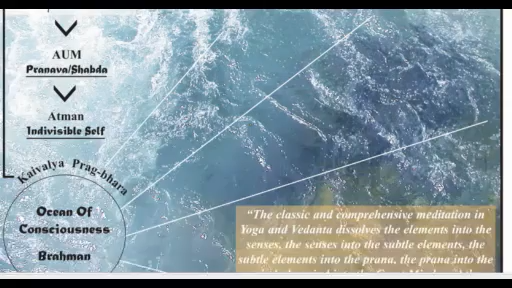 AUM
Pranava/Shabda
Atman
Indivisible Self
Kaivalya Prag-bhara
Ocean Of
Consciousness
Brahman
"The classic and comprehensive meditation in
Yoga and Vedanta dissolves the elements into the
senses, the senses into the subtle elements, the
subtle elements into the prana, the prana into the